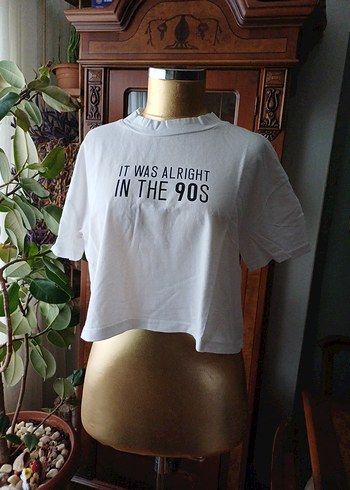 IT WAS ALRIGHT
IN THE 90S